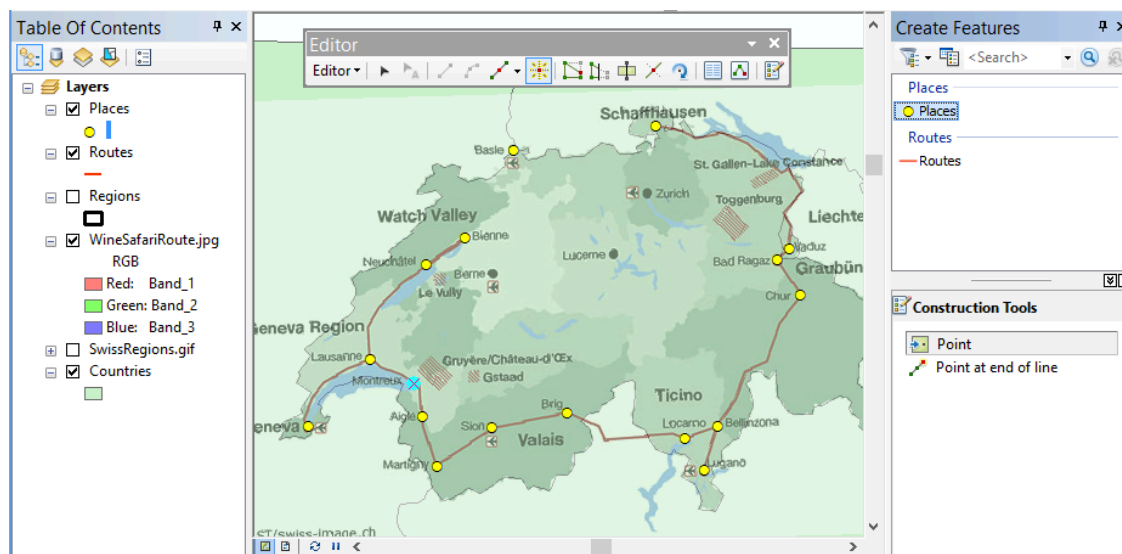 Table Of Contents
Layers
Places
Routes
Regions
WineSafariRoute.jpg
RGB
Red: Band_1
Green: Band_2
Blue: Band_3
SwissRegions.gif
Countries
Editor
Editor
Schaffhausen
Basle
St. Gallen-Lake Constance
Zurich
Toggenburg
Watch Valley
Liechte
Bienne
Vaduz
Neuchâtel
Lucerne
Bad Ragaz
Berne
Graubün
Le Vully
Chur
Geneva Region
Lausanne
Gruyère/Château-d'Œx
Montreux
Gstaad
Ticino
Brig
Aigle
Sion
Locarno
Bellinzona
eneva
Valais
Martigny
Lugano
ST/swiss-image.ch
Create Features
<Search>
Places
Places
Routes
Routes
Construction Tools
Point
Point at end of line